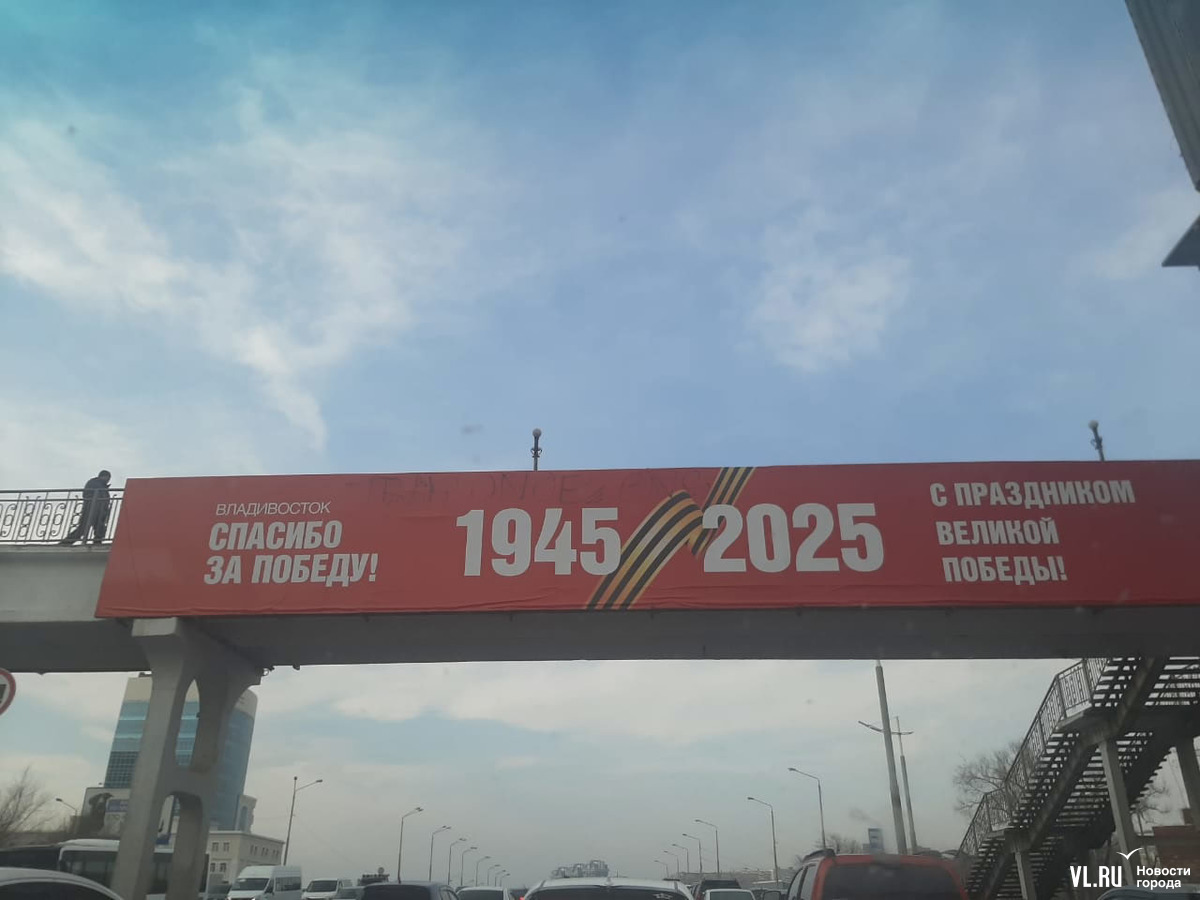 ВЛАДИВОСТОК
СПАСИБО
ЗА ПОБЕДУ!
1945 2025
С ПРАЗДНИКОМ
ВЕЛИКОЙ
ПОБЕДЫ!
VL.RU Новости
города